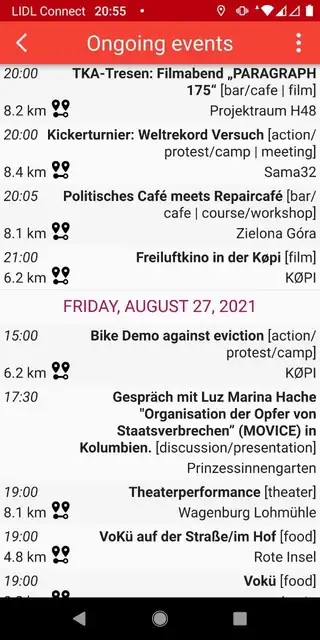 LIDL Connect 20:55
Ongoing events
20:00 TKA-Tresen: Filmabend „PARAGRAPH
175“ [bar/cafe | film]
8.2 km Projektraum H48
20:00 Kickerturnier: Weltrekord Versuch [action/
protest/camp | meeting]
8.4 km Sama32
20:05 Politisches Café meets Repaircafé [bar/
cafe | course/workshop]
8.1 km Zielona Góra
21:00 Freiluftkino in der Køpi [film]
6.2 km KØPI
FRIDAY, AUGUST 27, 2021
15:00 Bike Demo against eviction [action/
protest/camp]
6.2 km KØPI
17:30 Gespräch mit Luz Marina Hache
"Organisation der Opfer von
Staatsverbrechen” (MOVICE) in
Kolumbien. [discussion/presentation]
Prinzessinnengarten
19:00 Theaterperformance [theater]
8.1 km Wagenburg Lohmühle
19:00 VoKü auf der Straße/im Hof [food]
4.8 km Rote Insel
19:00 Vokü [food]